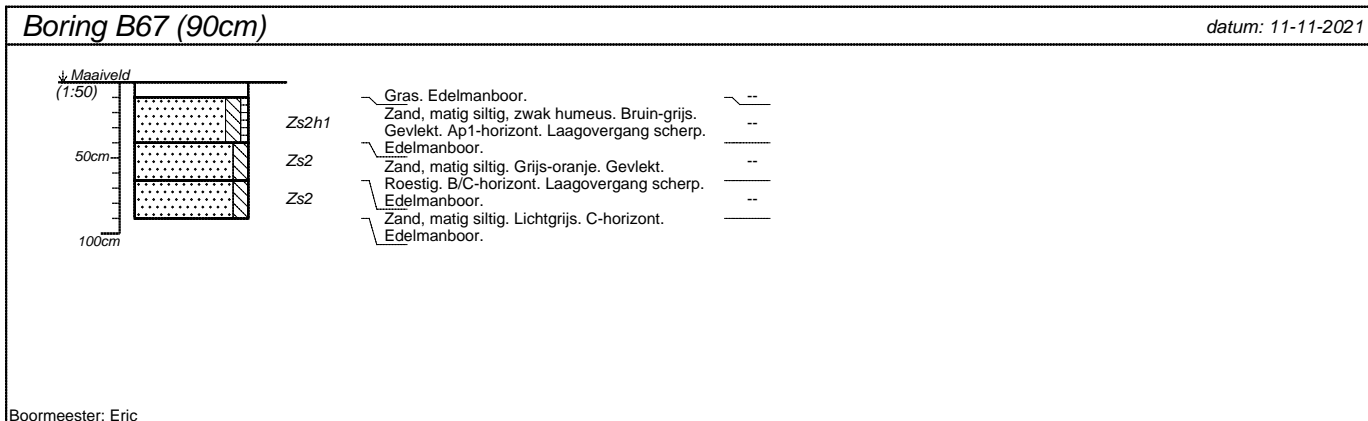 Boring B67 (90cm)
datum: 11-11-2021
Maaiveld
(1:50)
50cm
100cm
Zs2h1
Zs2
Zs2
Gras. Edelmanboor.
Zand, matig siltig, zwak humeus. Bruin-grijs.
Gevlekt. Ap1-horizont. Laagovergang scherp.
Edelmanboor.
Zand, matig siltig. Grijs-oranje. Gevlekt.
Roestig. B/C-horizont. Laagovergang scherp.
Edelmanboor.
Zand, matig siltig. Lichtgrijs. C-horizont.
Edelmanboor.
--
--
--
--
Boormeester: Eric